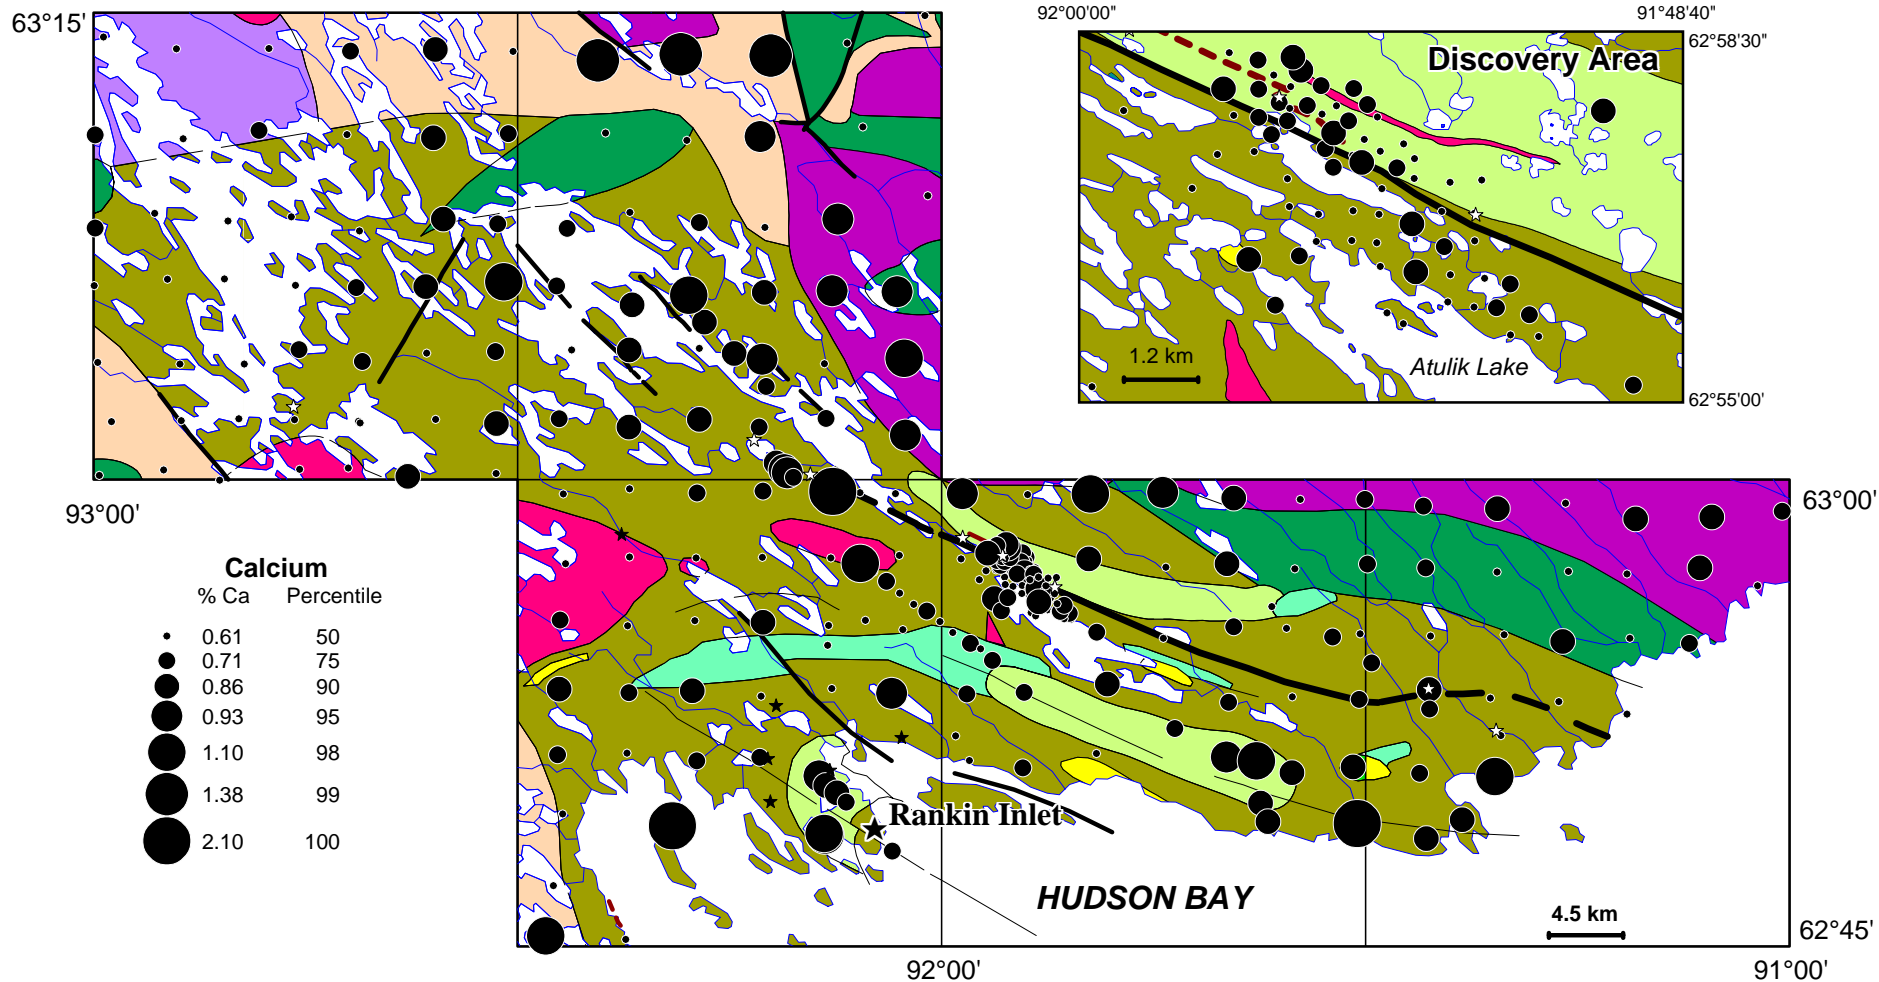 63°15'
92°00'00"
91°48'40"
62°58'30"
Discovery Area
1.2 km
Atulik Lake
62°55'00'
93°00'
63°00'
Calcium
% Ca Percentile
0.61 50
0.71 75
0.86 90
0.93 95
1.10 98
1.38 99
2.10 100
Rankin Inlet
HUDSON BAY
4.5 km
62°45'
92°00'
91°00'